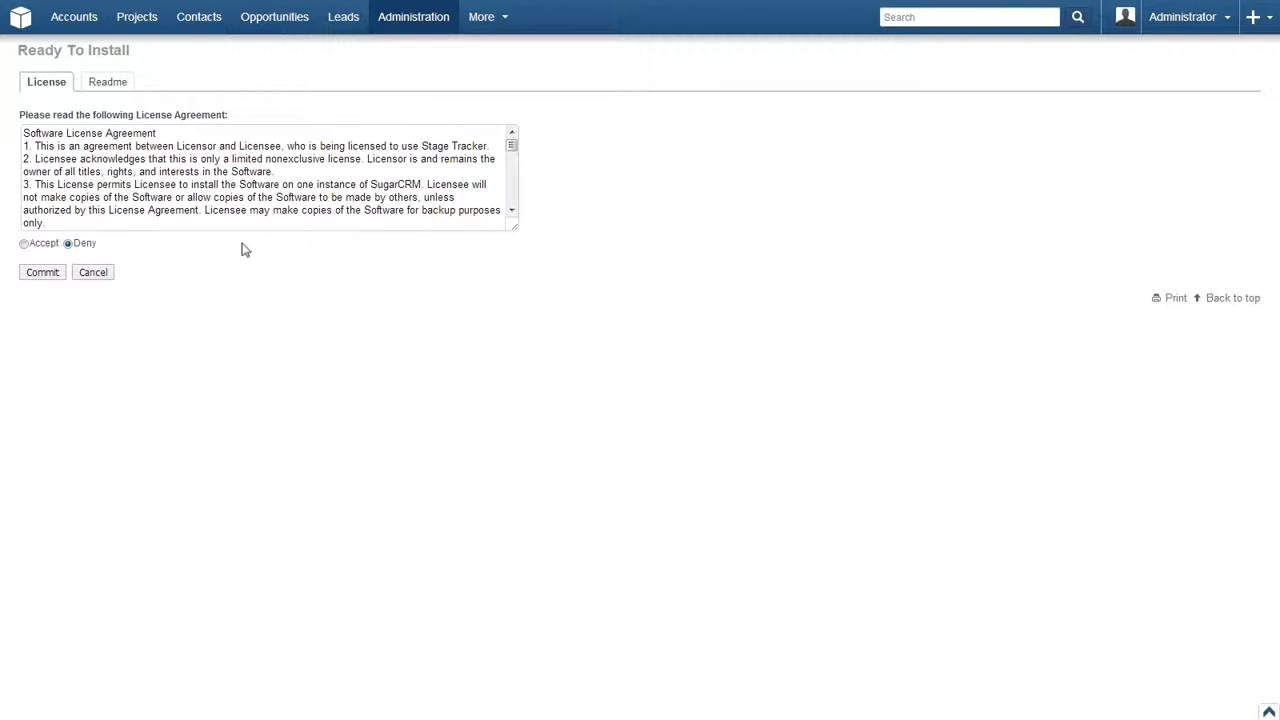 Accounts Projects Contacts Opportunities Leads Administration More Search Administrator
Ready To Install
License Readme
Please read the following License Agreement:
Software License Agreement
1. This is an agreement between Licensor and Licensee, who is being licensed to use Stage Tracker.
2. Licensee acknowledges that this is only a limited nonexclusive license. Licensor is and remains the
owner of all titles, rights, and interests in the Software.
3. This License permits Licensee to install the Software on one instance of SugarCRM. Licensee will
not make copies of the Software or allow copies of the Software to be made by others, unless
authorized by this License Agreement. Licensee may make copies of the Software for backup purposes
only.
Accept Deny
Commit Cancel
Print Back to top